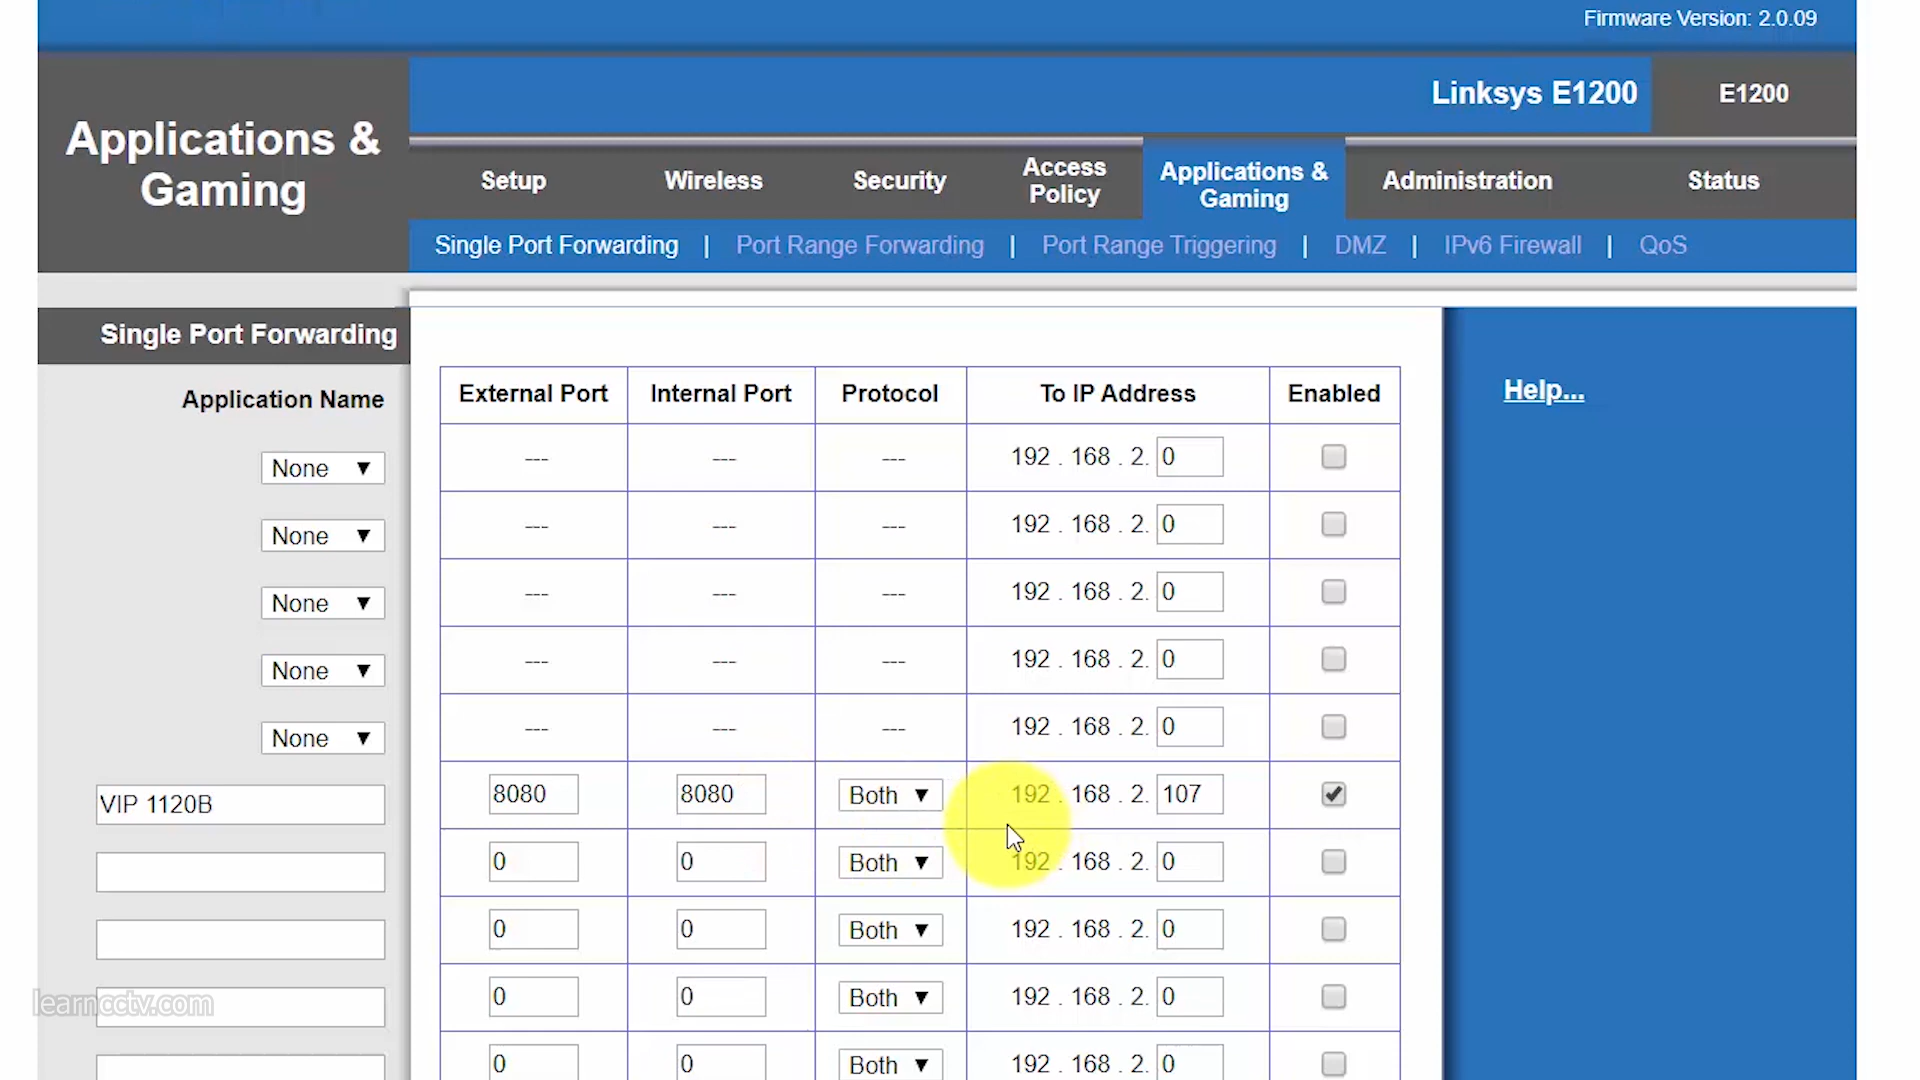 Firmware Version: 2.0.09
Linksys E1200
E1200
Applications &
Gaming
Setup
Wireless
Security
Access
Policy
Applications &
Gaming
Administration
Status
Single Port Forwarding | Port Range Forwarding | Port Range Triggering | DMZ | IPv6 Firewall | QoS
Single Port Forwarding
Help...
Application Name
External Port Internal Port Protocol To IP Address Enabled
None ▼ --- --- --- 192 . 168 . 2. 0
None ▼ --- --- --- 192 . 168 . 2. 0
None ▼ --- --- --- 192 . 168 . 2. 0
None ▼ --- --- --- 192 . 168 . 2. 0
None ▼ --- --- --- 192 . 168 . 2. 0
VIP 1120B 8080 8080 Both ▼ 192 . 168 . 2. 107
0 0 Both ▼ 192 . 168 . 2. 0
0 0 Both ▼ 192 . 168 . 2. 0
0 0 Both ▼ 192 . 168 . 2. 0
0 0 Both ▼ 192 . 168 . 2. 0
learncctv.com